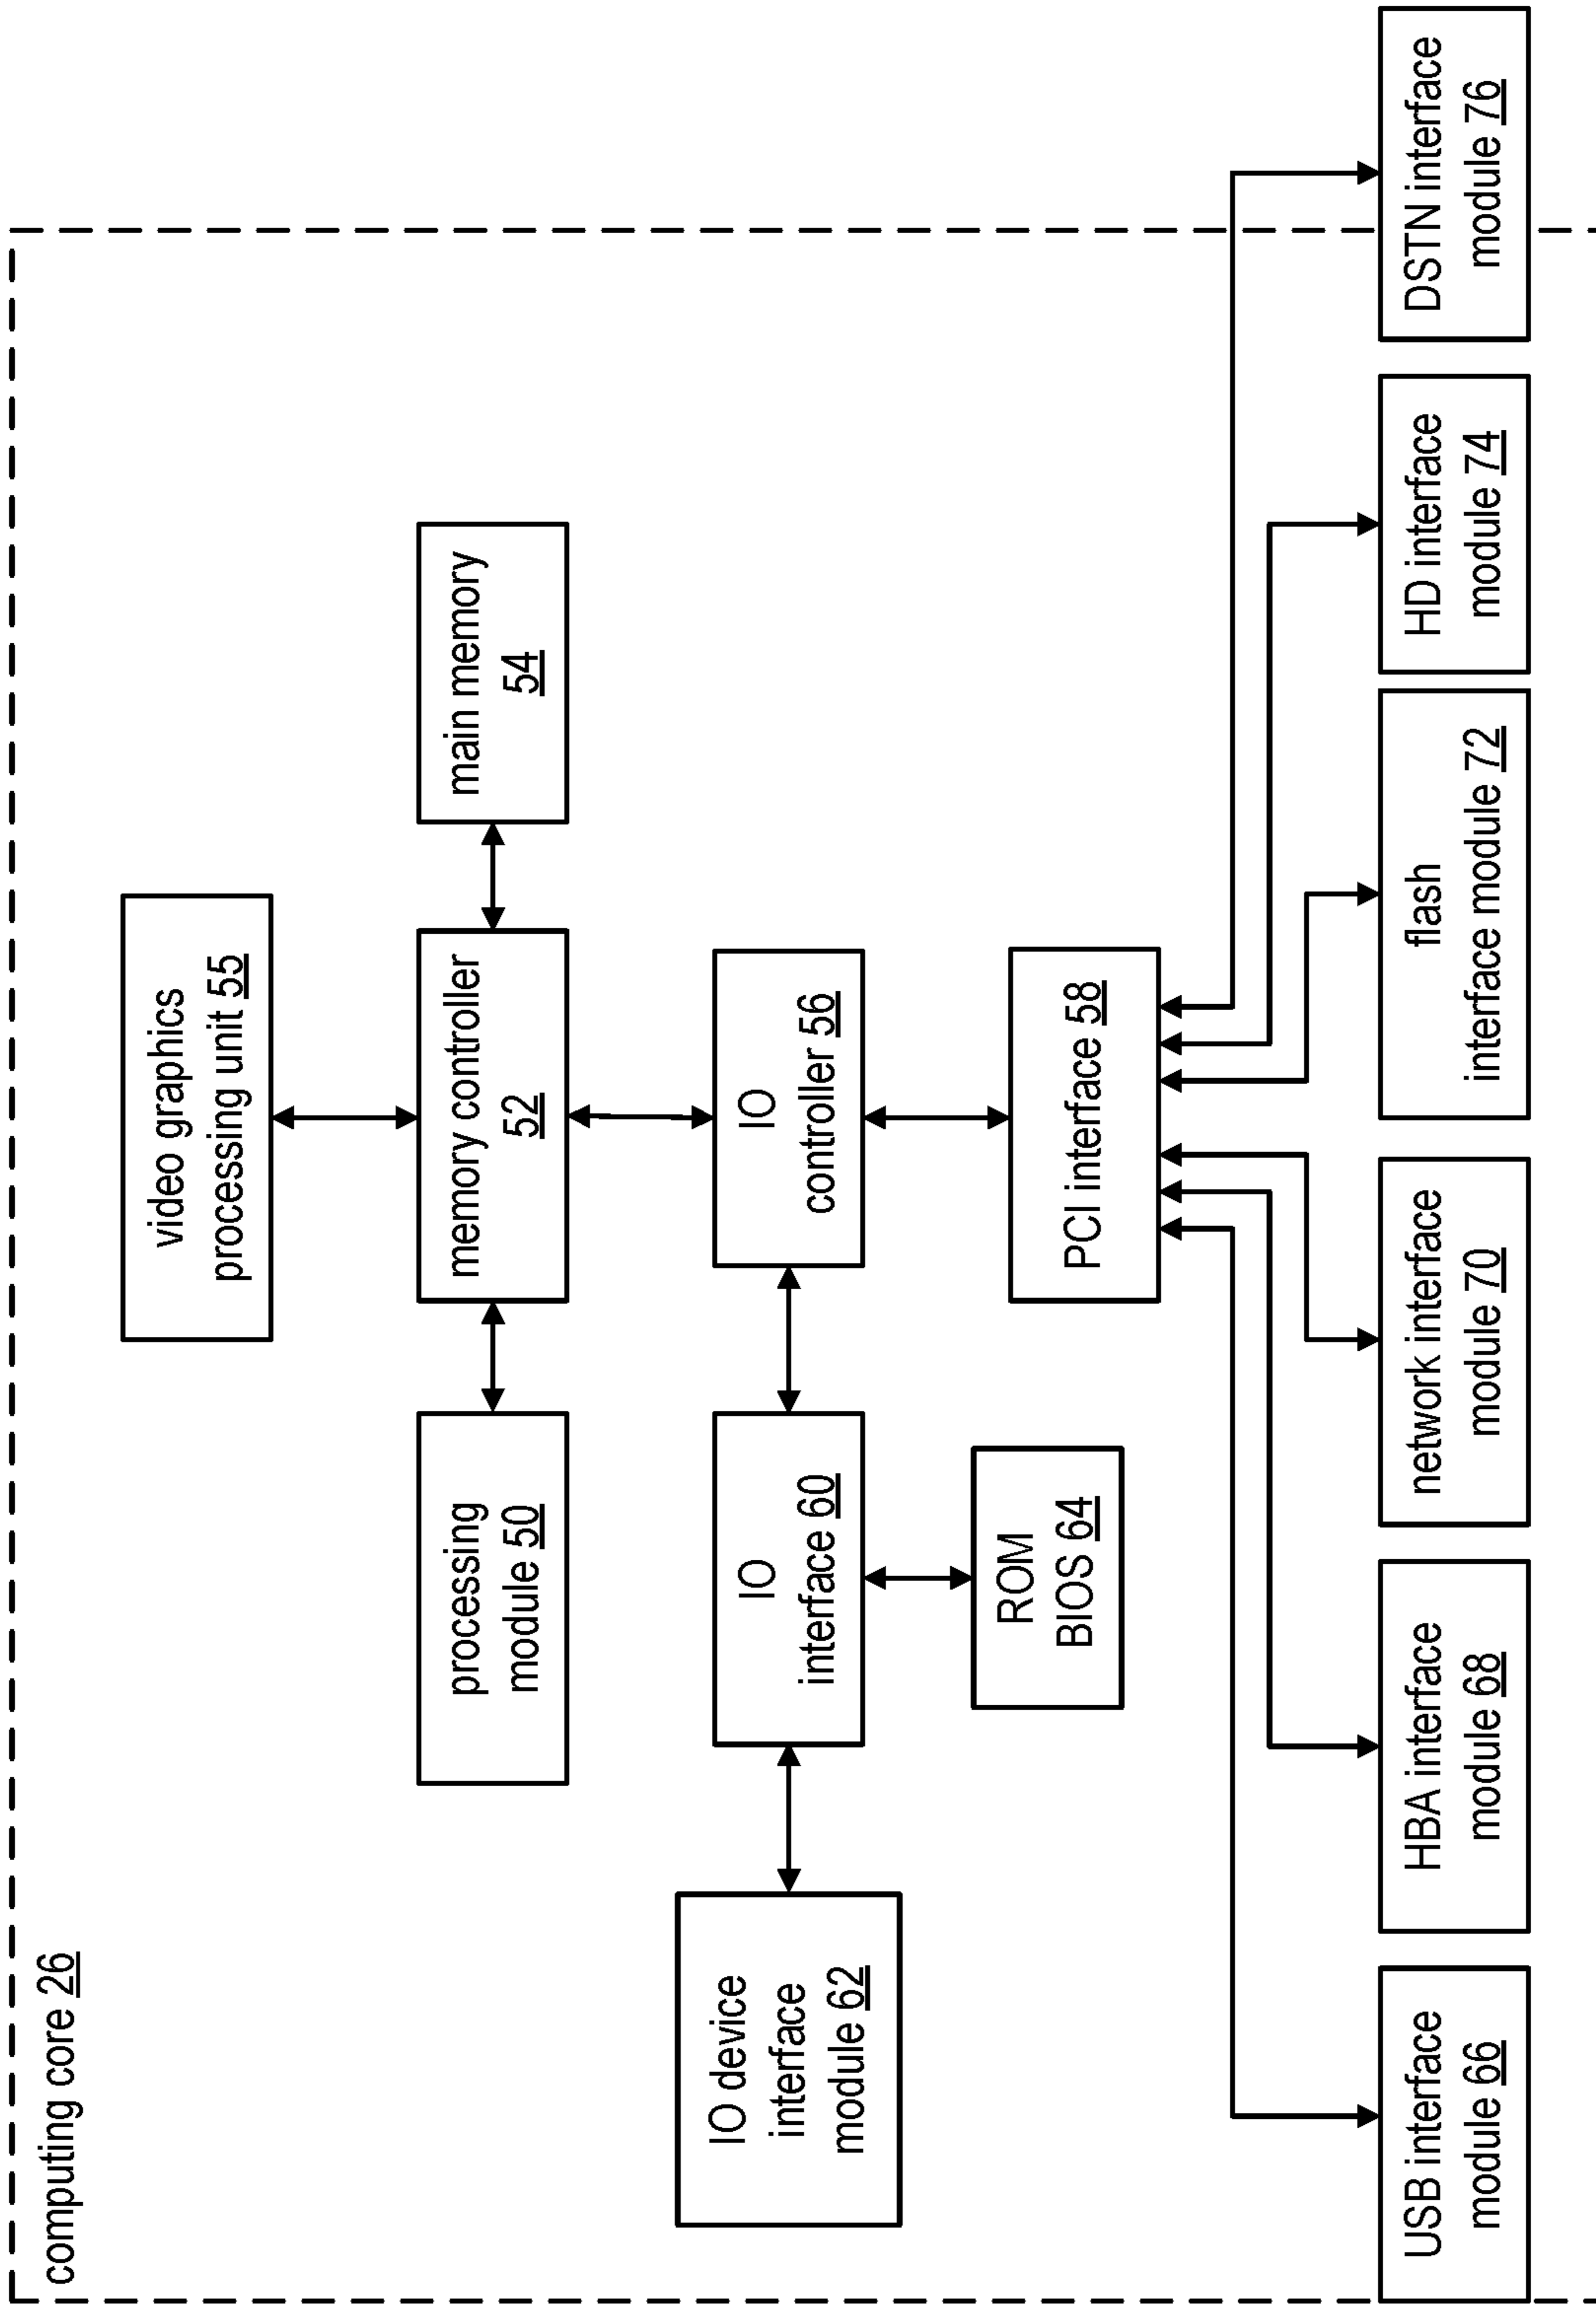 computing core 26
video graphics
processing unit 55
processing
module 50
memory controller
52
main memory
54
IO device
interface
module 62
IO
interface 60
IO
controller 56
ROM
BIOS 64
PCI interface 58
USB interface
module 66
HBA interface
module 68
network interface
module 70
flash
interface module 72
HD interface
module 74
DSTN interface
module 76